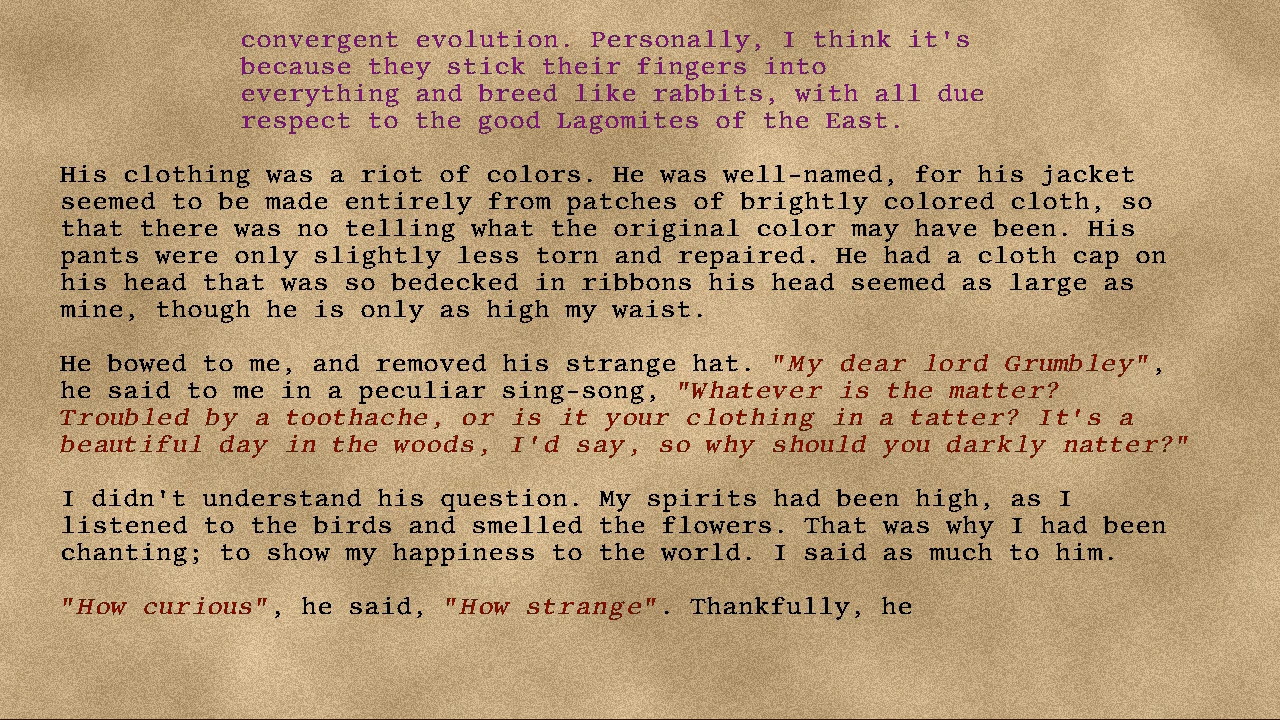 convergent evolution. Personally, I think it's
because they stick their fingers into
everything and breed like rabbits, with all due
respect to the good Lagomites of the East.
His clothing was a riot of colors. He was well-named, for his jacket
seemed to be made entirely from patches of brightly colored cloth, so
that there was no telling what the original color may have been. His
pants were only slightly less torn and repaired. He had a cloth cap on
his head that was so bedecked in ribbons his head seemed as large as
mine, though he is only as high my waist.
He bowed to me, and removed his strange hat. "My dear lord Grumbley",
he said to me in a peculiar sing-song, "Whatever is the matter?
Troubled by a toothache, or is it your clothing in a tatter? It's a
beautiful day in the woods, I'd say, so why should you darkly natter?"
I didn't understand his question. My spirits had been high, as I
listened to the birds and smelled the flowers. That was why I had been
chanting; to show my happiness to the world. I said as much to him.
"How curious", he said, "How strange". Thankfully, he